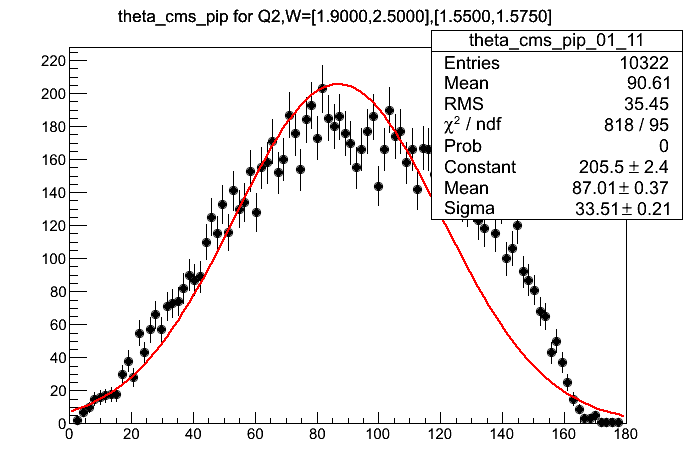 theta_cms_pip for Q2,W=[1.9000,2.5000],[1.5500,1.5750]
theta_cms_pip_01_11
Entries 10322
Mean 90.61
RMS 35.45
χ² / ndf 818 / 95
Prob 0
Constant 205.5 ± 2.4
Mean 87.01 ± 0.37
Sigma 33.51 ± 0.21
220
200
180
160
140
120
100
80
60
40
20
0
0 20 40 60 80 100 120 140 160 180